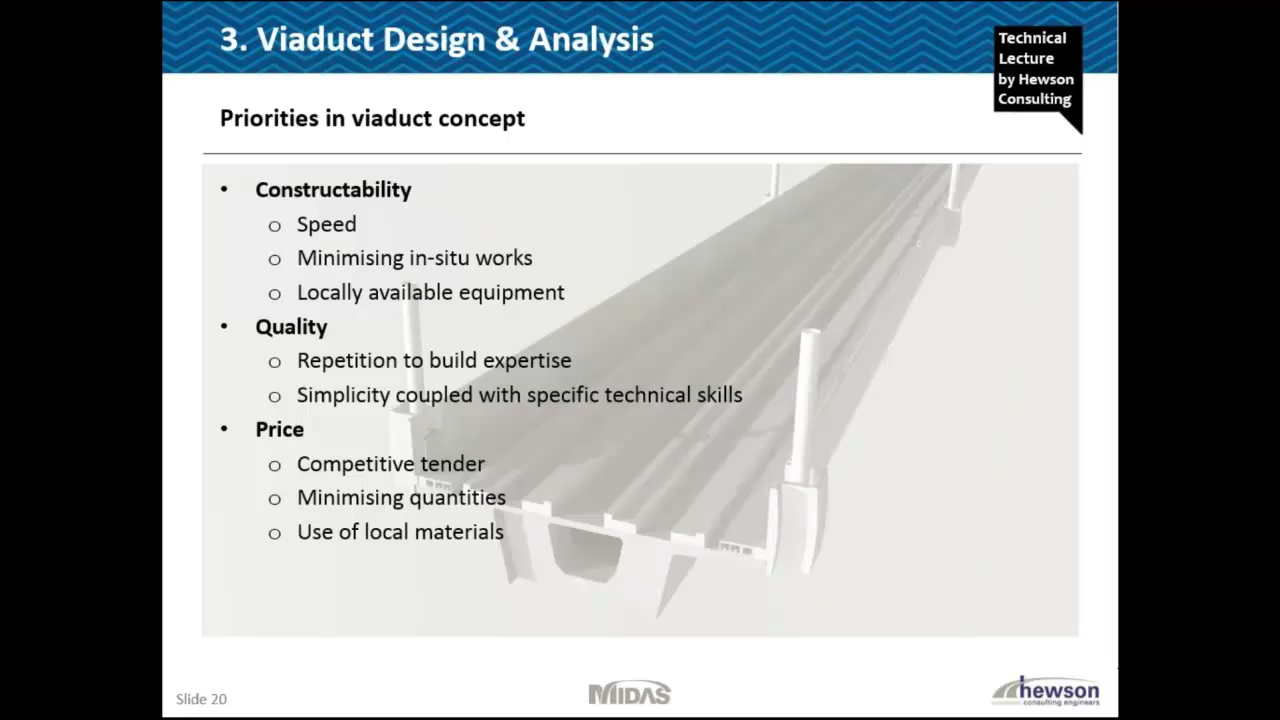 3. Viaduct Design & Analysis
Technical
Lecture
by Hewson
Consulting
Priorities in viaduct concept
• Constructability
o Speed
o Minimising in-situ works
o Locally available equipment
• Quality
o Repetition to build expertise
o Simplicity coupled with specific technical skills
• Price
o Competitive tender
o Minimising quantities
o Use of local materials
Slide 20
MIDAS
hewson
consulting engineers